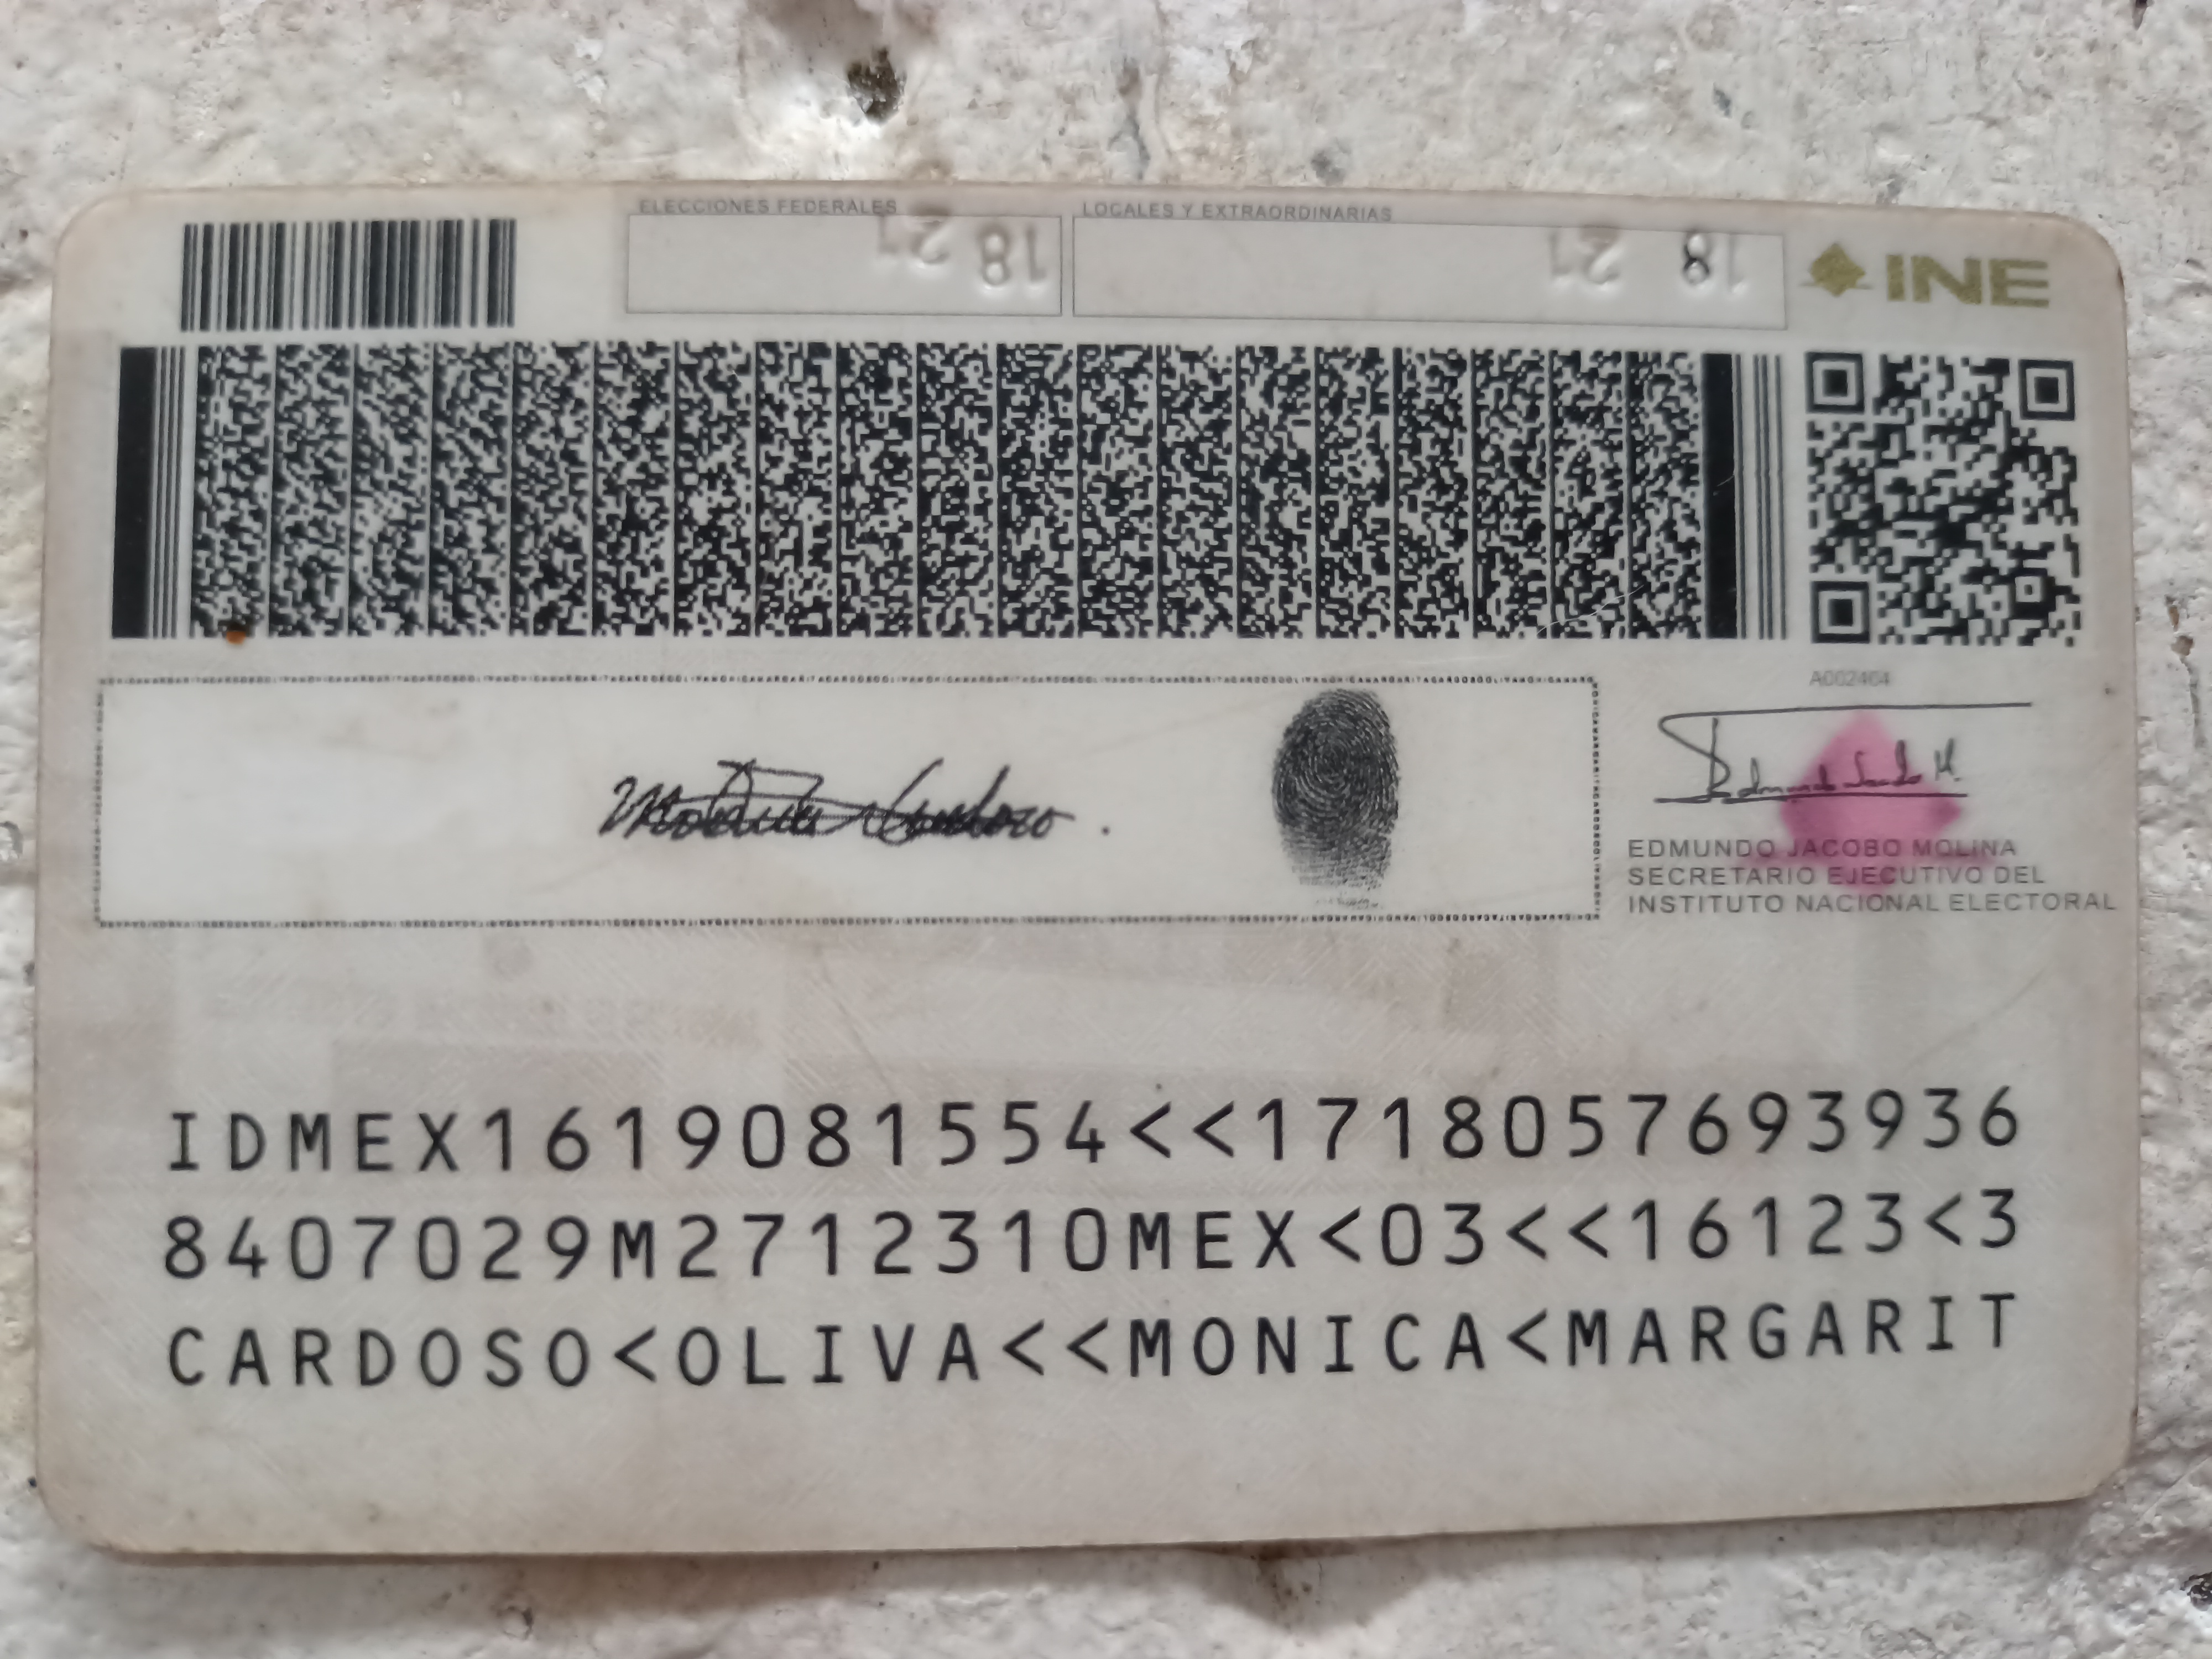 ELECCIONES FEDERALES
LOCALES Y EXTRAORDINARIAS
18 21
21 18
INE
A002464
EDMUNDO JACOBO MOLINA
SECRETARIO EJECUTIVO DEL
INSTITUTO NACIONAL ELECTORAL
IDMEX1619081554<<1718057693936
8407029M2712310MEX<03<<16123<3
CARDOSO<OLIVA<<MONICA<MARGARIT